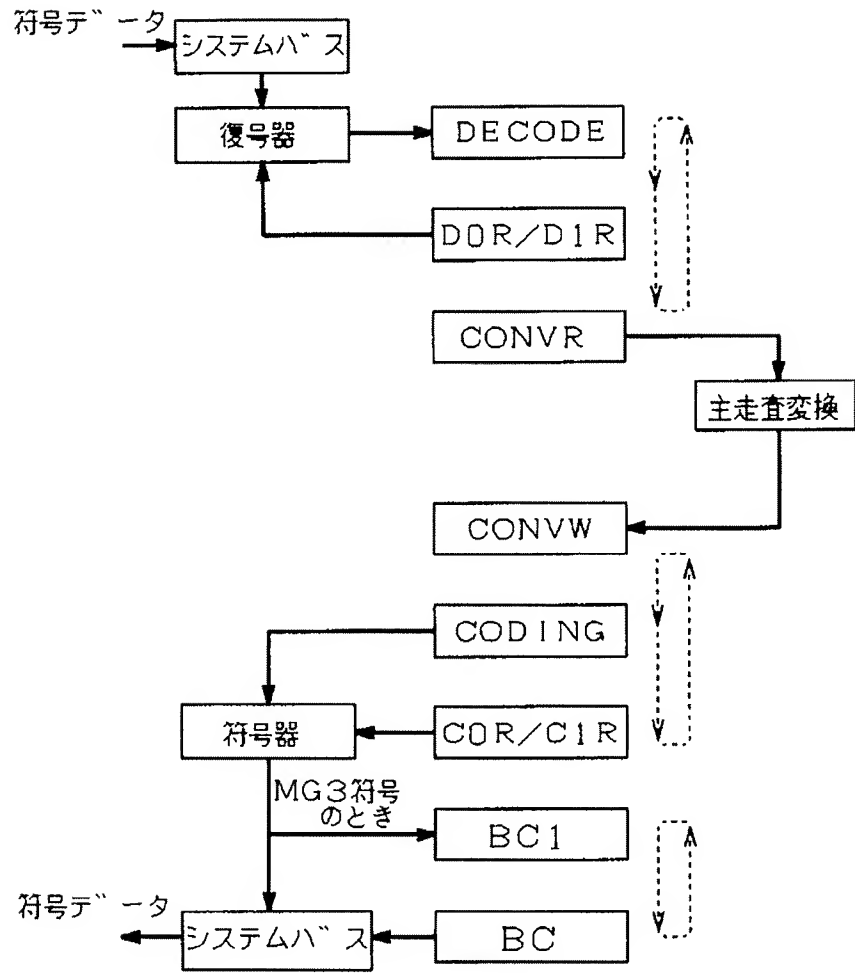 符号データ
システムバス
復号器
DECODE
D0R/D1R
CONVR
主走査変換
CONVW
CODING
符号器
C0R/C1R
MG3符号
のとき
BC1
符号データ
システムバス
BC